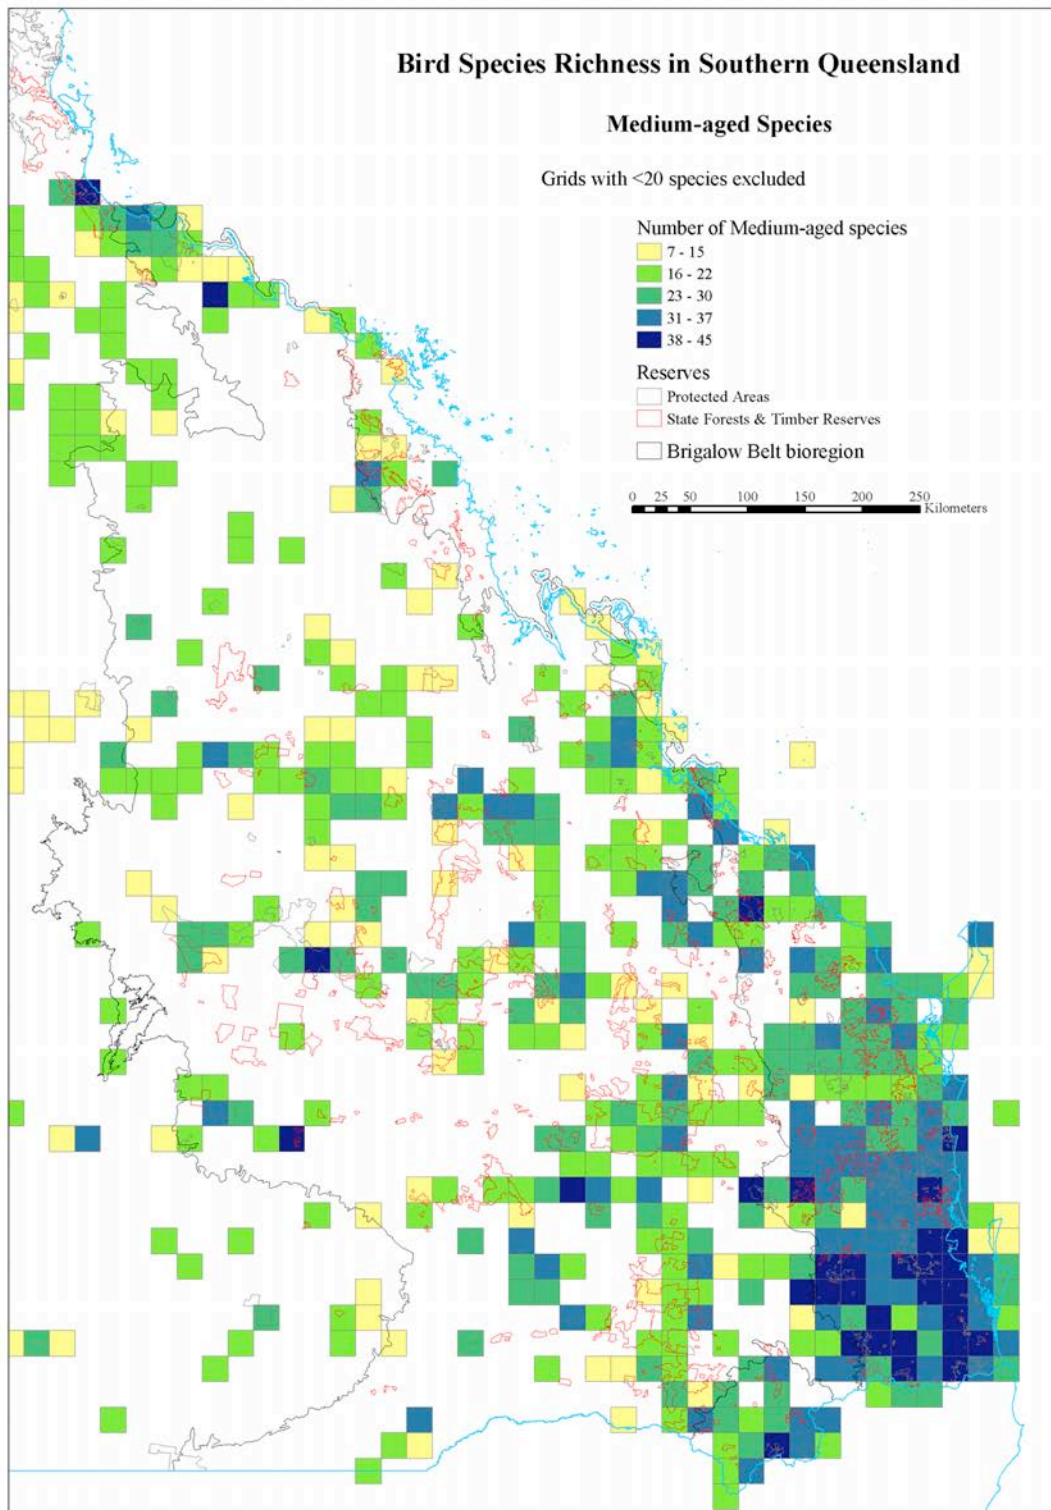 Bird Species Richness in Southern Queensland
Medium-aged Species
Grids with <20 species excluded
Number of Medium-aged species
7 - 15
16 - 22
23 - 30
31 - 37
38 - 45
Reserves
Protected Areas
State Forests & Timber Reserves
Brigalow Belt bioregion
0 25 50 100 150 200 250
Kilometers